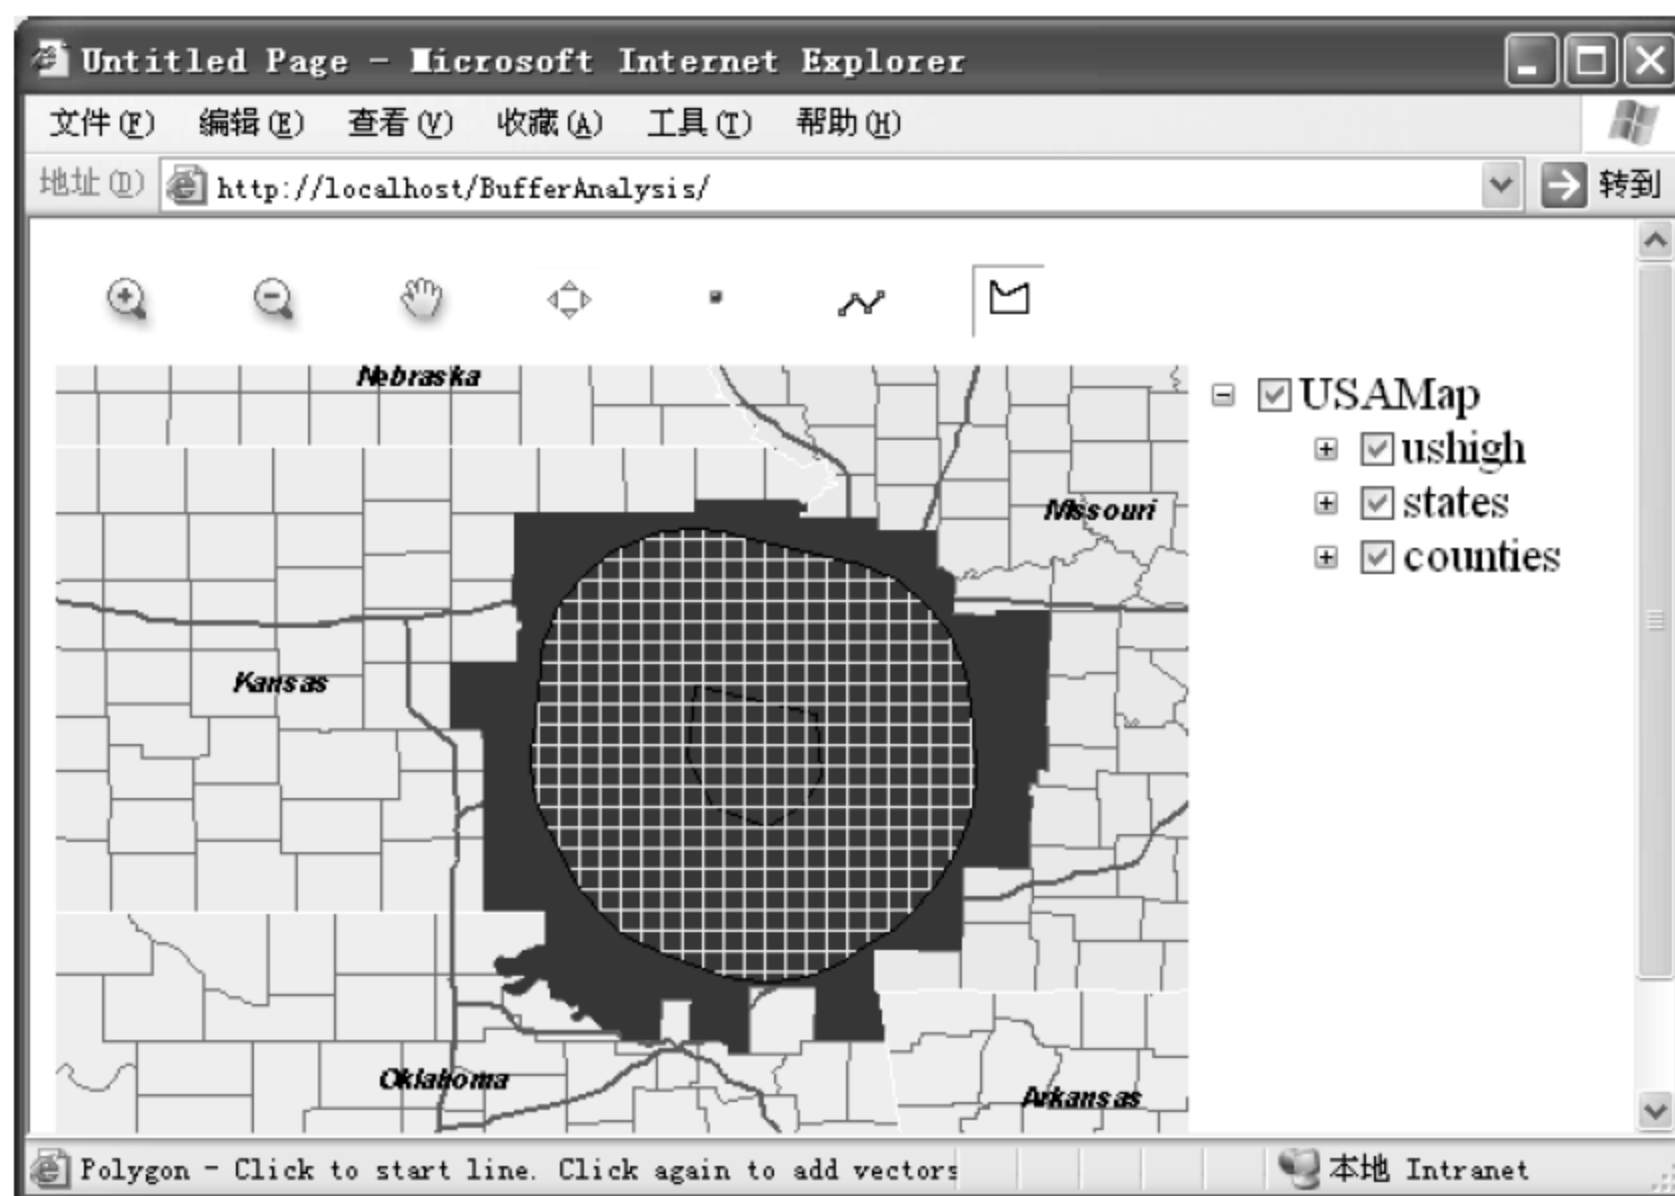 Untitled Page - Microsoft Internet Explorer
文件(F) 编辑(E) 查看(V) 收藏(A) 工具(T) 帮助(H)
地址(D) http://localhost/BufferAnalysis/ 转到
Nebraska
USAMap
ushigh
Missouri
states
counties
Kansas
Oklahoma
Arkansas
Polygon - Click to start line. Click again to add vectors
本地 Intranet